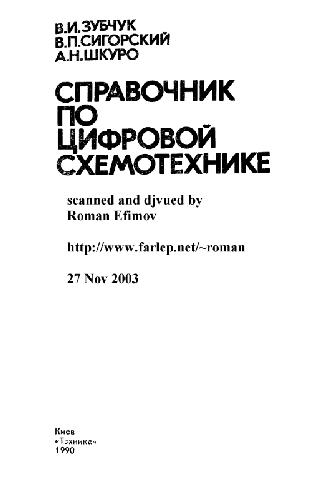 В.И.ЗУБЧУК
В.П.СИГОРСКИЙ
А.Н.ШКУРО
СПРАВОЧНИК
ПО
ЦИФРОВОЙ
СХЕМОТЕХНИКЕ
scanned and djvued by
Roman Efimov
http://www.farlep.net/~roman
27 Nov 2003
Киев
«Техника»
1990